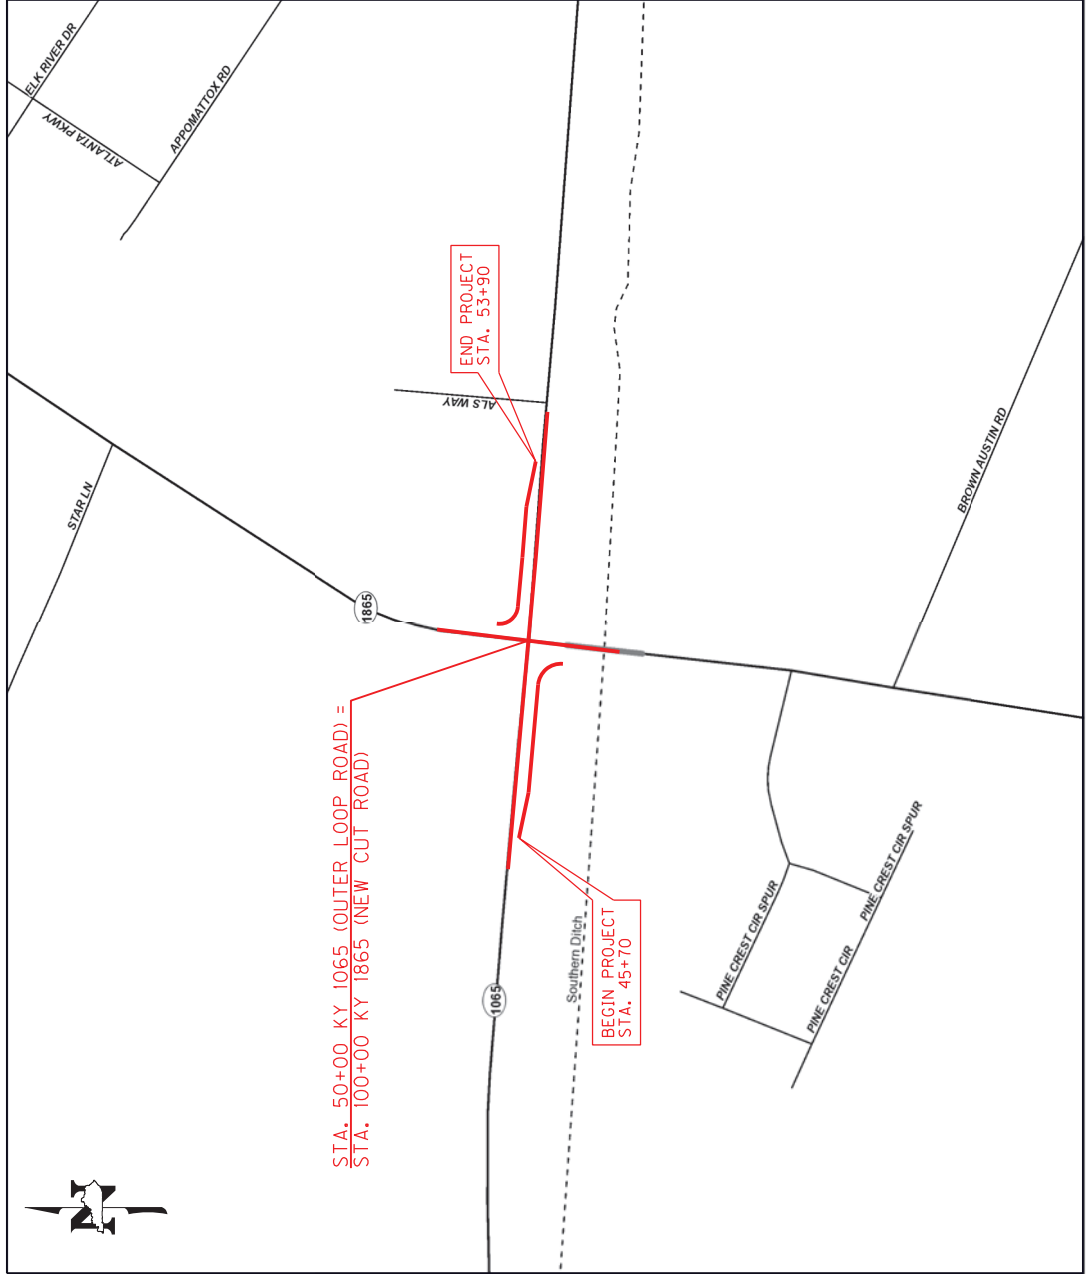 ELK RIVER DR
ATLANTA PKWY
APPOMATTOX RD
STAR LN
1865
ALS WAY
END PROJECT
STA. 53+90
STA. 50+00 KY 1065 (OUTER LOOP ROAD) =
STA. 100+00 KY 1865 (NEW CUT ROAD)
1065
Southern Ditch
BEGIN PROJECT
STA. 45+70
BROWN AUSTIN RD
PINE CREST CIR SPUR
PINE CREST CIR SPUR
PINE CREST CIR
N